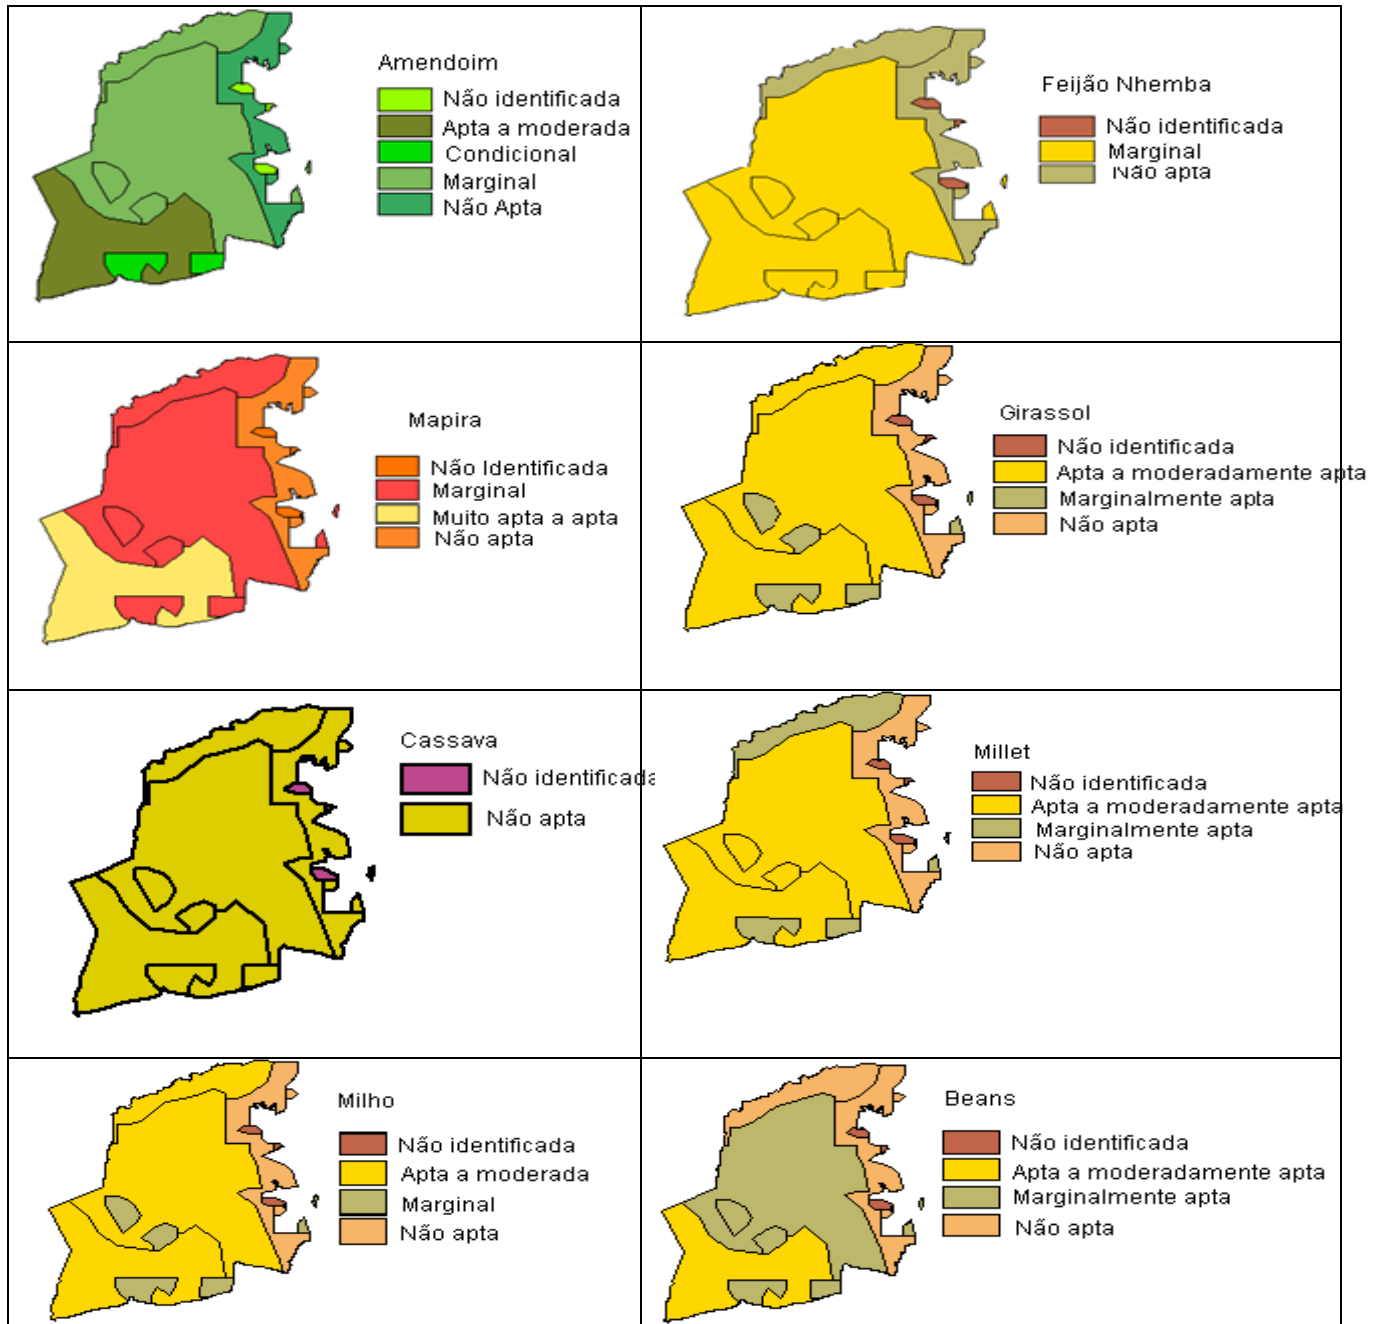 Amendoim
Não identificada
Apta a moderada
Condicional
Marginal
Não Apta
Feijão Nhemba
Não identificada
Marginal
Não apta
Mapira
Não Identificada
Marginal
Muito apta a apta
Não apta
Girassol
Não identificada
Apta a moderadamente apta
Marginalmente apta
Não apta
Cassava
Não identificada
Não apta
Millet
Não identificada
Apta a moderadamente apta
Marginalmente apta
Não apta
Milho
Não identificada
Apta a moderada
Marginal
Não apta
Beans
Não identificada
Apta a moderadamente apta
Marginalmente apta
Não apta